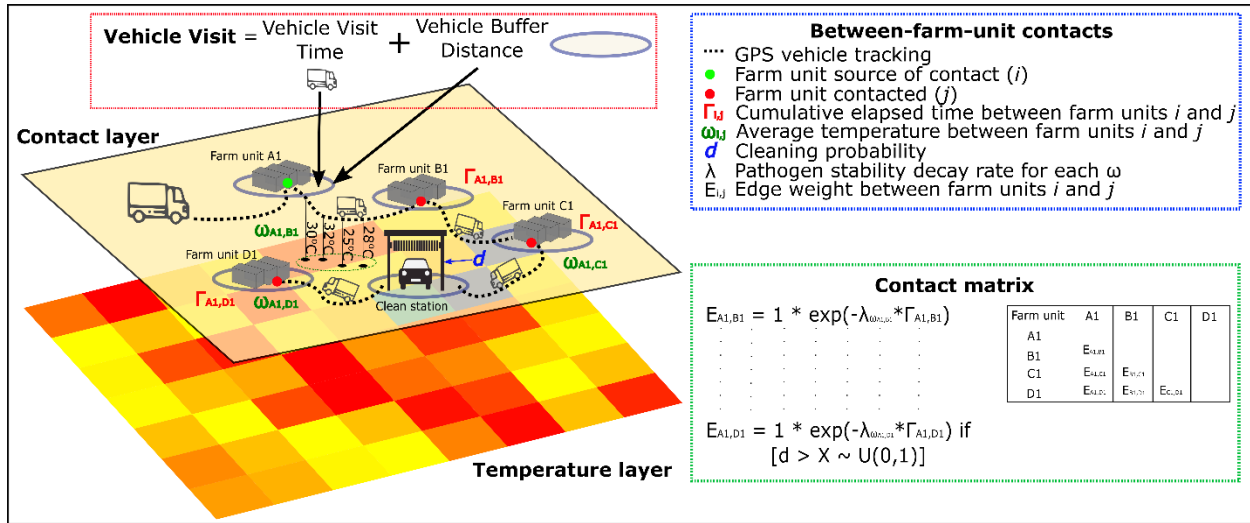 Vehicle Visit = Vehicle Visit Time + Vehicle Buffer Distance
Contact layer
Farm unit A1
Farm unit B1
ΓA1,B1
Farm unit C1
ΓA1,C1
ωA1,B1
30°C
32°C
25°C
28°C
d
ωA1,C1
Farm unit D1
ΓA1,D1
ωA1,D1
Clean station
Temperature layer
Between-farm-unit contacts
GPS vehicle tracking
Farm unit source of contact (i)
Farm unit contacted (j)
Γi,j Cumulative elapsed time between farm units i and j
ωi,j Average temperature between farm units i and j
d Cleaning probability
λ Pathogen stability decay rate for each ω
Ei,j Edge weight between farm units i and j
Contact matrix
EA1,B1 = 1 * exp(-λωA1,B1*ΓA1,B1)
EA1,D1 = 1 * exp(-λωA1,D1*ΓA1,D1) if
[d > X ~ U(0,1)]
Farm unit A1 B1 C1 D1
A1
B1 EA1,B1
C1 EA1,C1 EB1,C1
D1 EA1,D1 EB1,D1 EC1,D1